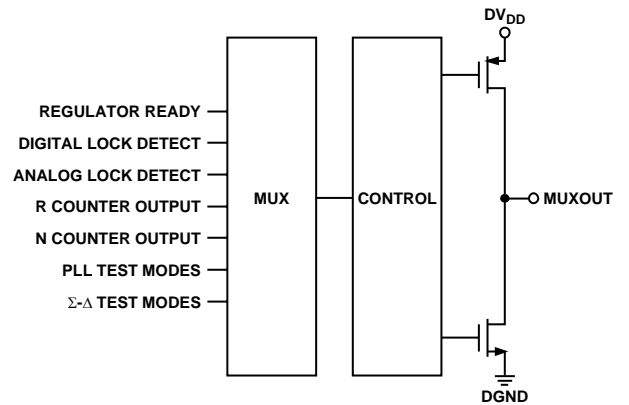 DVDD
REGULATOR READY
DIGITAL LOCK DETECT
ANALOG LOCK DETECT
R COUNTER OUTPUT
N COUNTER OUTPUT
PLL TEST MODES
Σ-Δ TEST MODES
MUX
CONTROL
MUXOUT
DGND